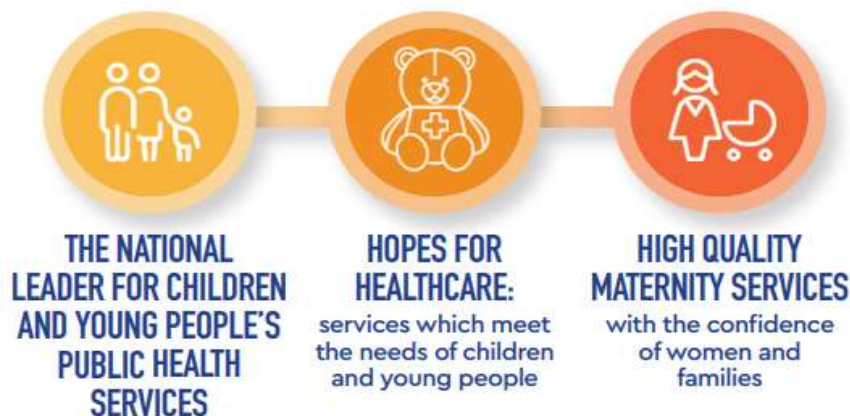 THE NATIONAL
LEADER FOR CHILDREN
AND YOUNG PEOPLE'S
PUBLIC HEALTH
SERVICES
HOPES FOR
HEALTHCARE:
services which meet
the needs of children
and young people
HIGH QUALITY
MATERNITY SERVICES
with the confidence
of women and
families